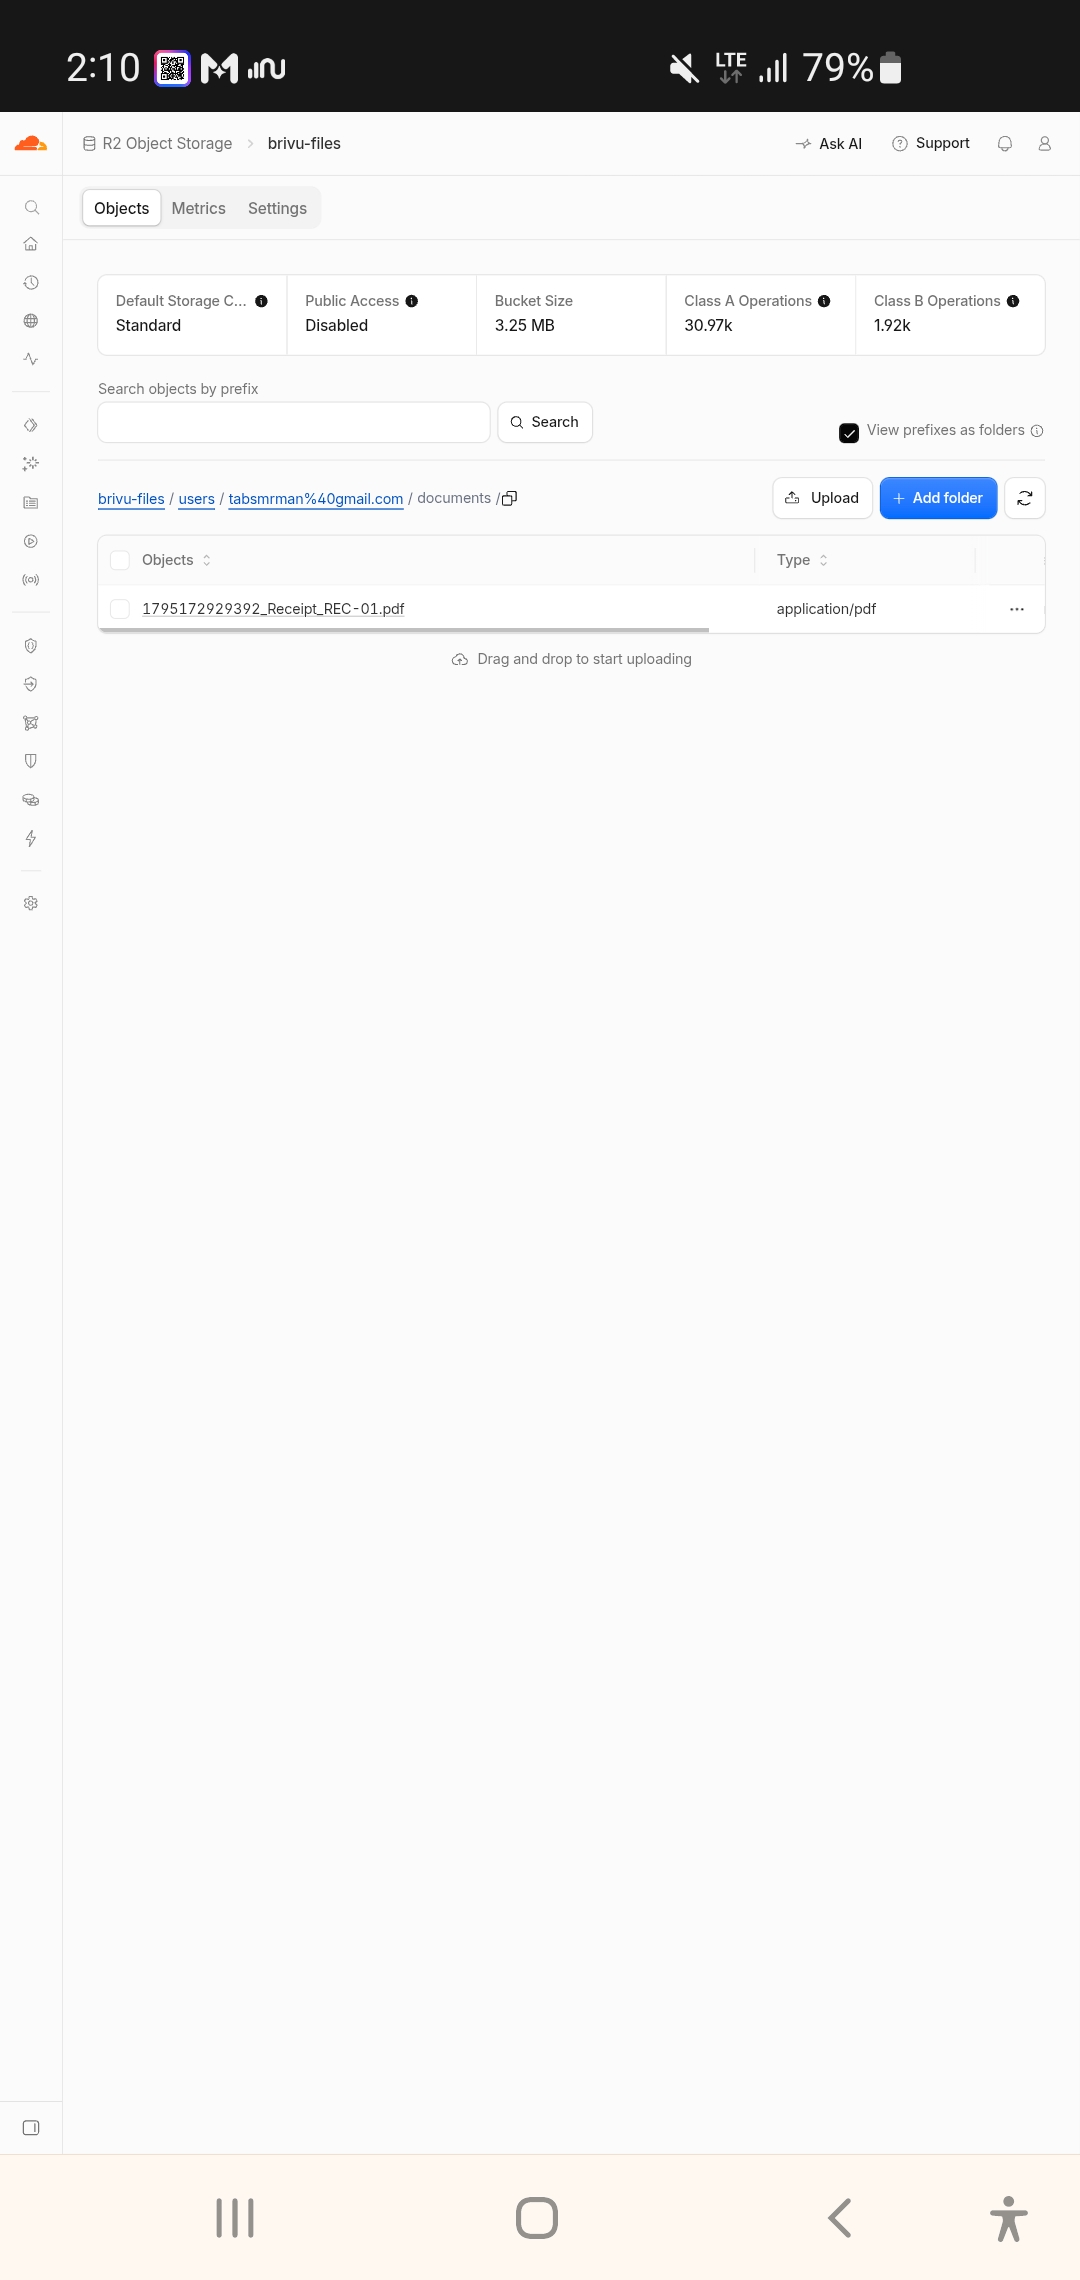 2:10 LTE 79%
R2 Object Storage > brivu-files Ask AI Support
Objects Metrics Settings
Default Storage C... Public Access Bucket Size Class A Operations Class B Operations
Standard Disabled 3.25 MB 30.97k 1.92k
Search objects by prefix
Search
View prefixes as folders
brivu-files / users / tabsmrman%40gmail.com / documents / Upload + Add folder
Objects Type
1795172929392_Receipt_REC-01.pdf application/pdf ...
Drag and drop to start uploading